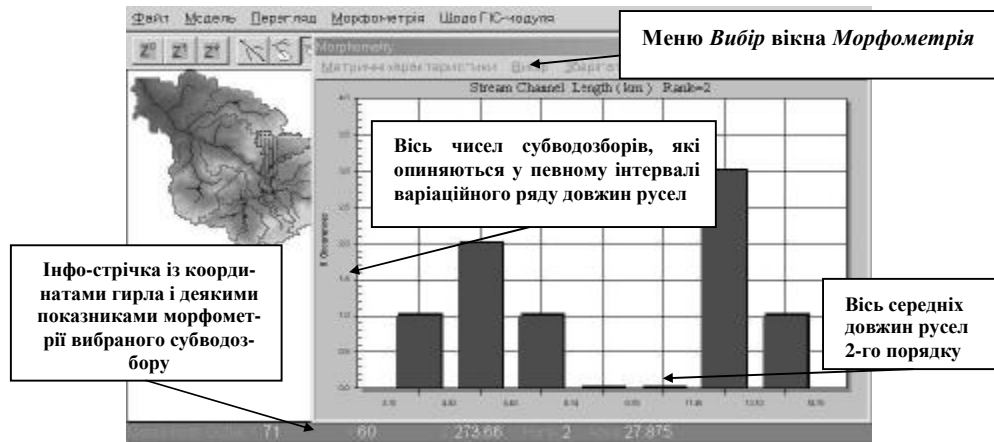 Файл Модель Перегляд Морфометрія Щодо ГІС-модуля
Z⁰ Z¹
Morphometry
Метричні характеристики Вибір
Меню Вибір вікна Морфометрія
Stream Channel Length (km) Rank=2
Вісь чисел субводозборів, які
опиняються у певному інтервалі
варіаційного ряду довжин русел
Інфо-стрічка із коорди-
натами гирла і деякими
показниками морфомет-
рії вибраного субводоз-
бору
Вісь середніх
довжин русел
2-го порядку
71 60 273.66 2 27.875